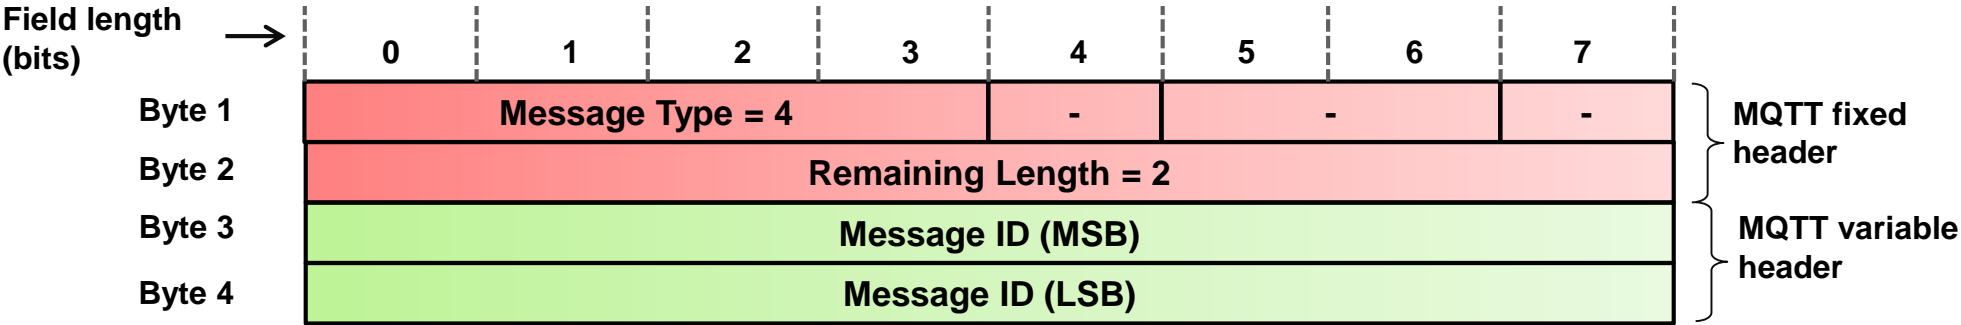 Field length
(bits)
0 1 2 3 4 5 6 7
Byte 1
Message Type = 4 - - -
MQTT fixed
header
Byte 2
Remaining Length = 2
Byte 3
Message ID (MSB)
MQTT variable
header
Byte 4
Message ID (LSB)